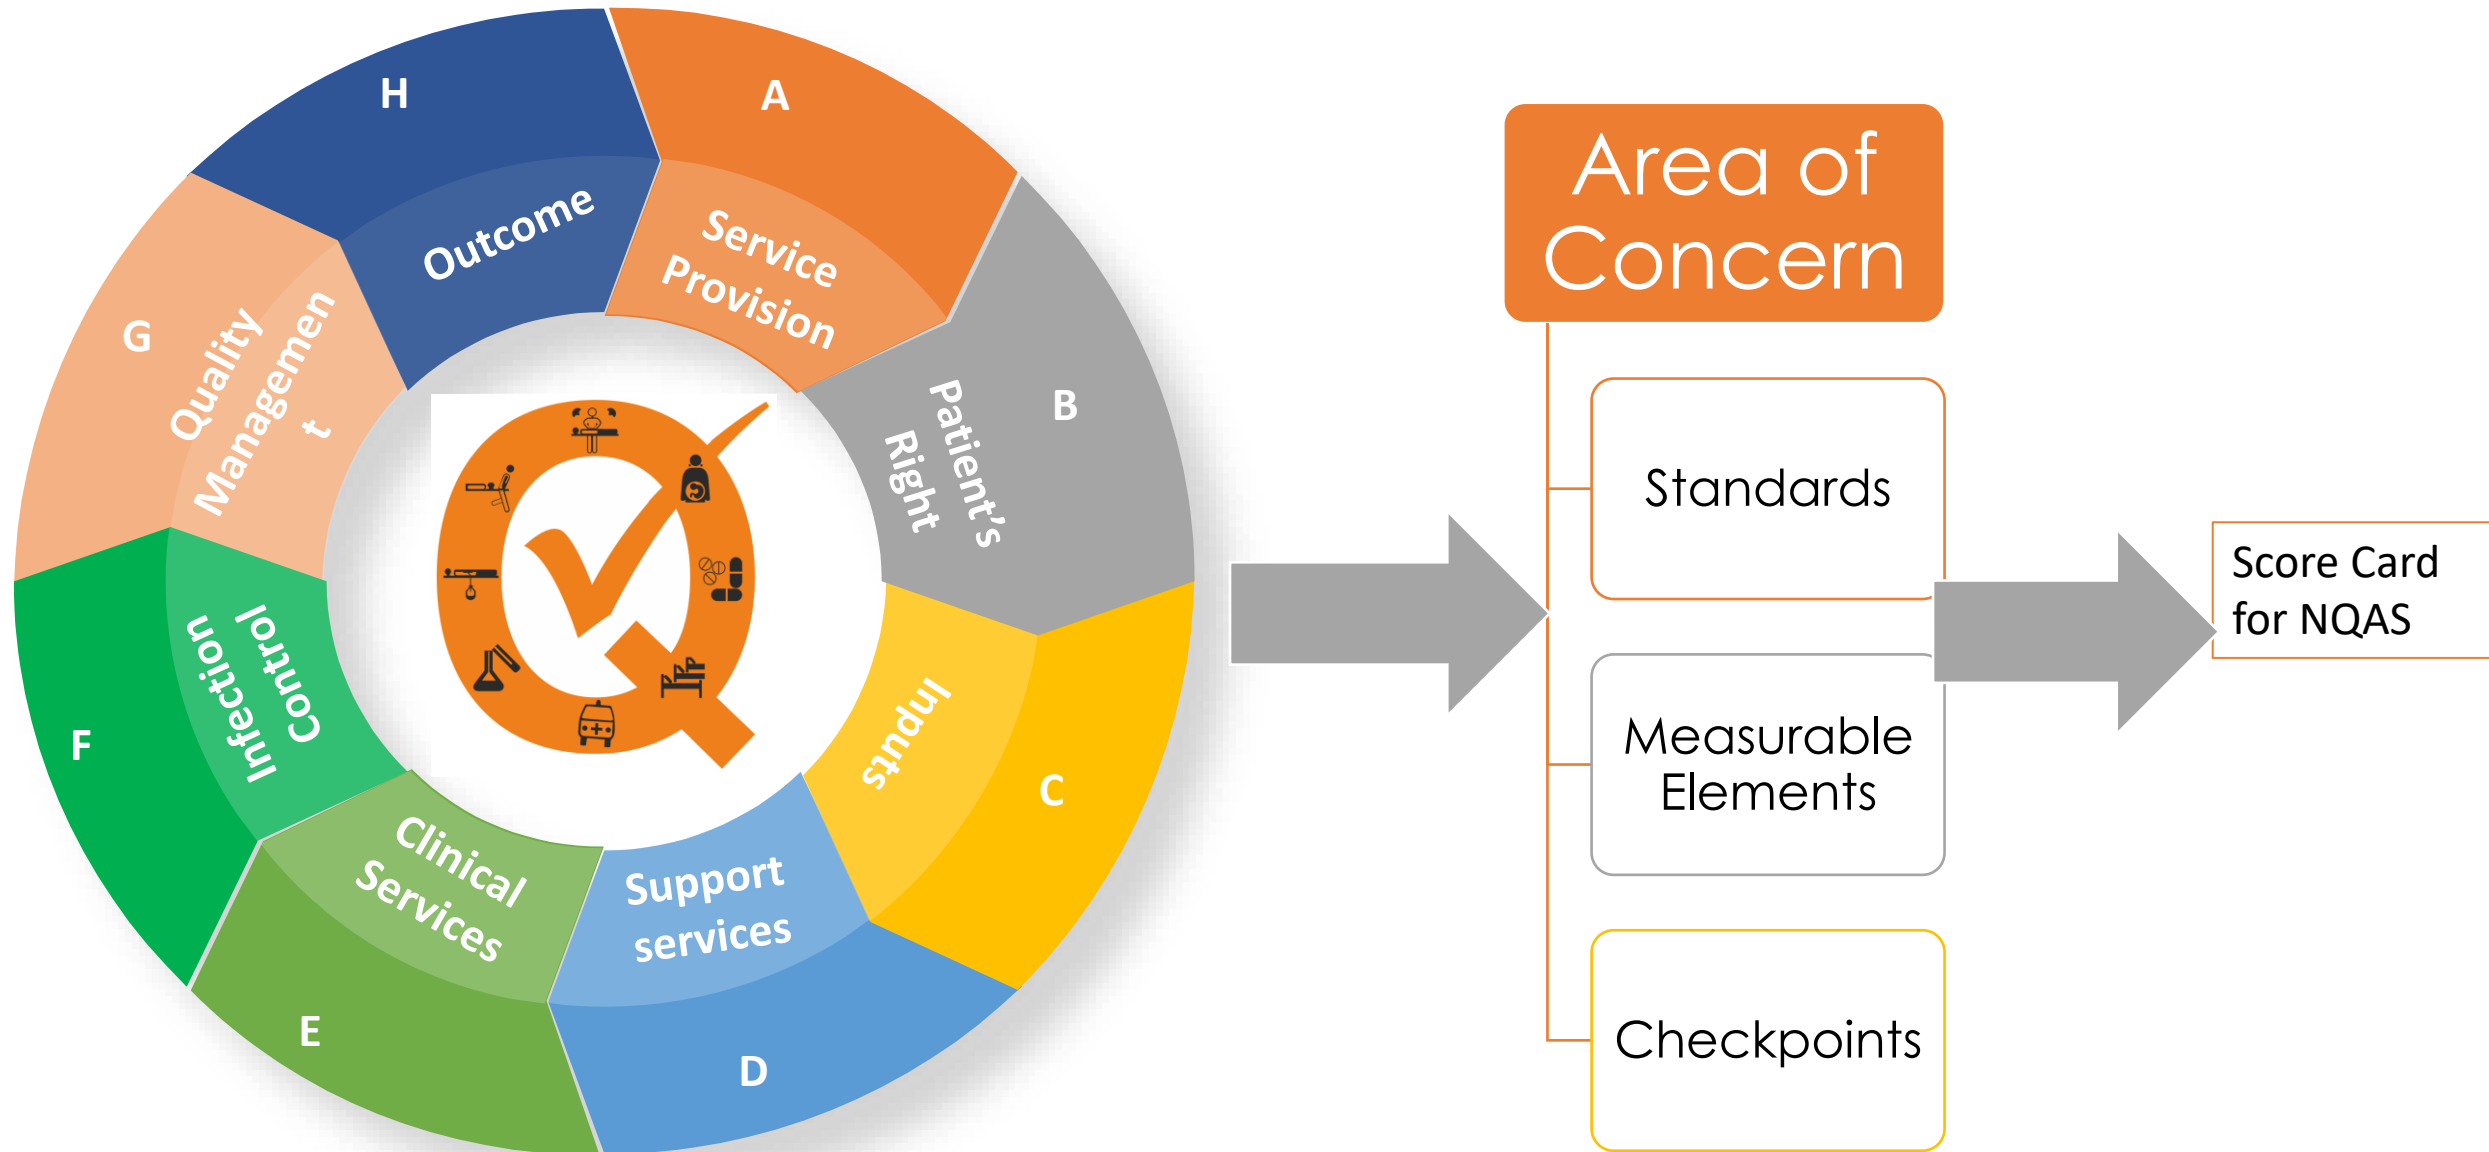 A
Service
Provision
B
Patient's
Right
C
Inputs
D
Support
services
E
Clinical
Services
F
Infection
Control
G
Quality
Managemen
t
H
Outcome
Area of
Concern
Standards
Measurable
Elements
Checkpoints
Score Card
for NQAS